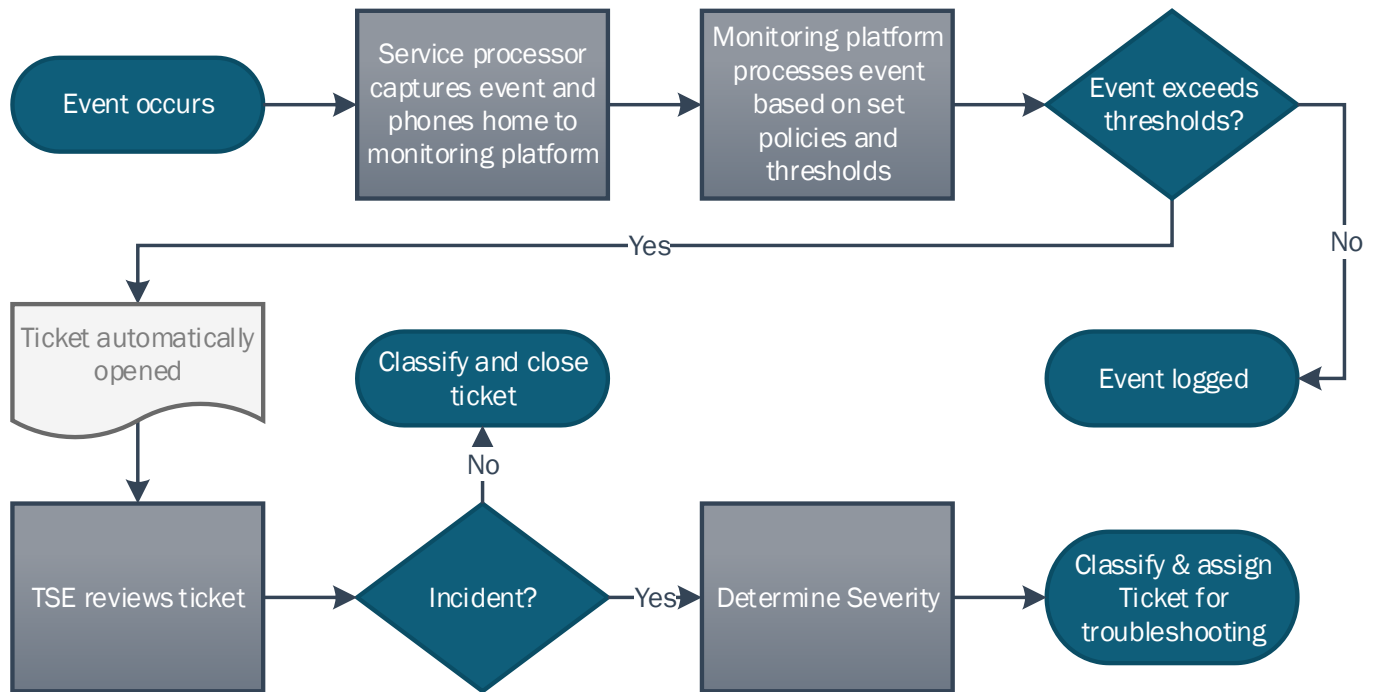 Event occurs
Service processor
captures event and
phones home to
monitoring platform
Monitoring platform
processes event
based on set
policies and
thresholds
Event exceeds
thresholds?
Yes
No
Ticket automatically
opened
Classify and close
ticket
Event logged
No
TSE reviews ticket
Incident?
Yes
Determine Severity
Classify & assign
Ticket for
troubleshooting